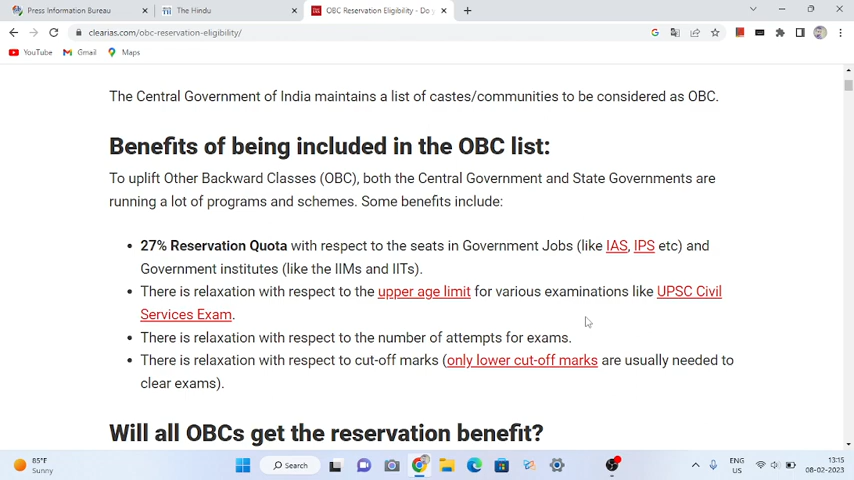 Press Information Bureau
The Hindu
OBC Reservation Eligibility - Do y
clearias.com/obc-reservation-eligibility/
YouTube
Gmail
Maps
The Central Government of India maintains a list of castes/communities to be considered as OBC.
Benefits of being included in the OBC list:
To uplift Other Backward Classes (OBC), both the Central Government and State Governments are
running a lot of programs and schemes. Some benefits include:
• 27% Reservation Quota with respect to the seats in Government Jobs (like IAS, IPS etc) and
Government institutes (like the IIMs and IITs).
• There is relaxation with respect to the upper age limit for various examinations like UPSC Civil
Services Exam.
• There is relaxation with respect to the number of attempts for exams.
• There is relaxation with respect to cut-off marks (only lower cut-off marks are usually needed to
clear exams).
Will all OBCs get the reservation benefit?
85°F
Sunny
Search
ENG
US
13:15
08-02-2023